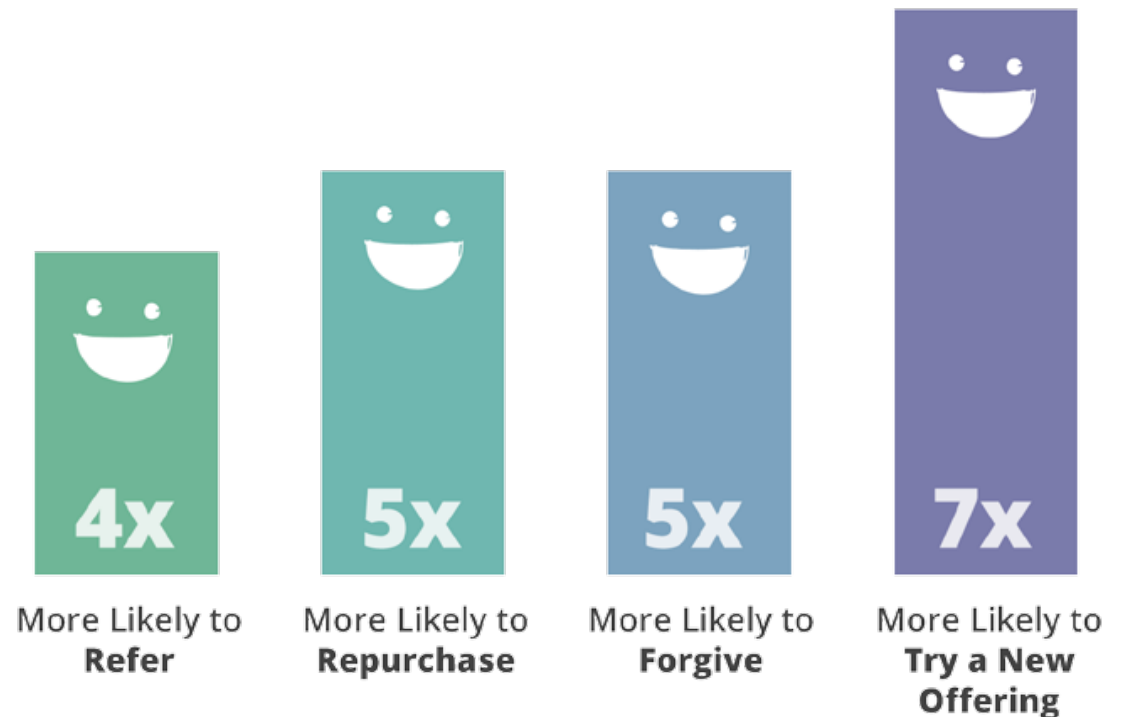 4x
More Likely to
Refer
5x
More Likely to
Repurchase
5x
More Likely to
Forgive
7x
More Likely to
Try a New
Offering